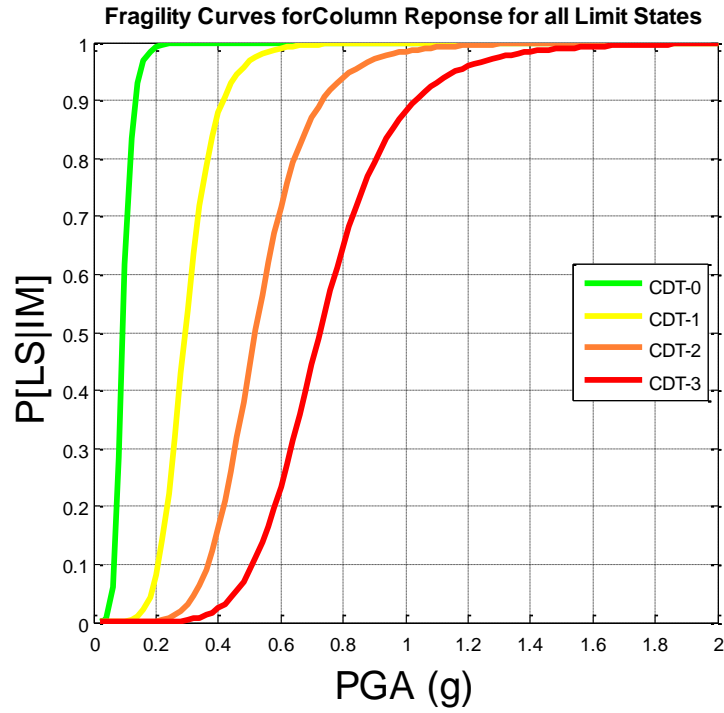 Fragility Curves forColumn Reponse for all Limit States
P[LS|IM]
1
0.9
0.8
0.7
0.6
0.5
0.4
0.3
0.2
0.1
0
CDT-0
CDT-1
CDT-2
CDT-3
0 0.2 0.4 0.6 0.8 1 1.2 1.4 1.6 1.8 2
PGA (g)